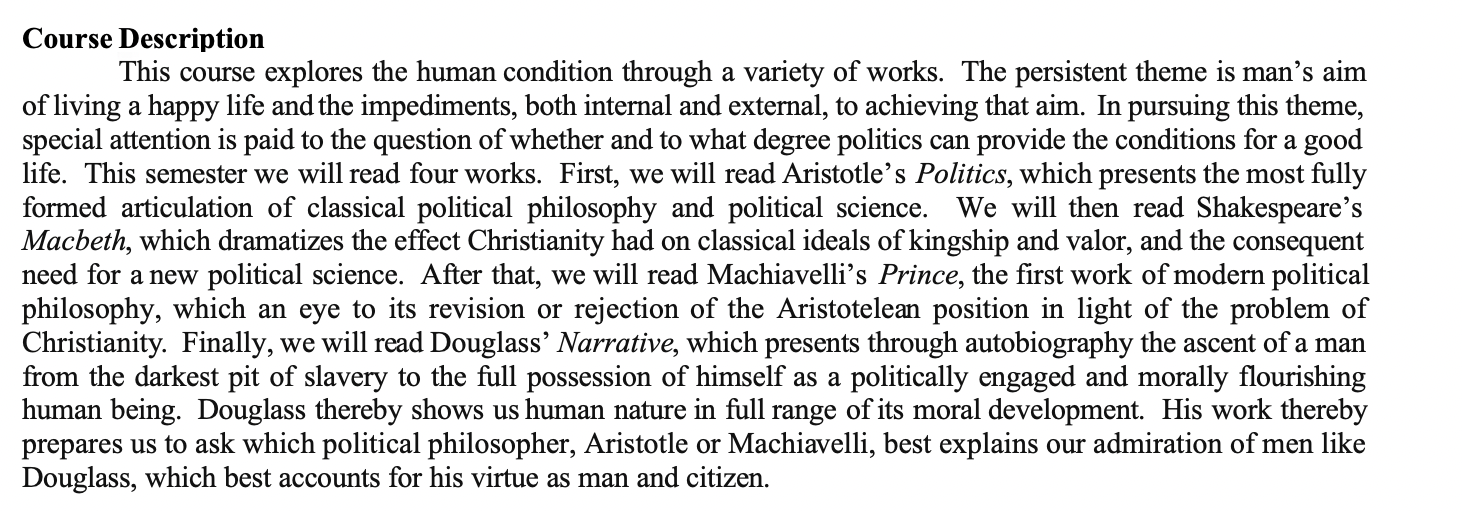 Course Description
This course explores the human condition through a variety of works. The persistent theme is man's aim
of living a happy life and the impediments, both internal and external, to achieving that aim. In pursuing this theme,
special attention is paid to the question of whether and to what degree politics can provide the conditions for a good
life. This semester we will read four works. First, we will read Aristotle's Politics, which presents the most fully
formed articulation of classical political philosophy and political science. We will then read Shakespeare's
Macbeth, which dramatizes the effect Christianity had on classical ideals of kingship and valor, and the consequent
need for a new political science. After that, we will read Machiavelli's Prince, the first work of modern political
philosophy, which an eye to its revision or rejection of the Aristotelean position in light of the problem of
Christianity. Finally, we will read Douglass' Narrative, which presents through autobiography the ascent of a man
from the darkest pit of slavery to the full possession of himself as a politically engaged and morally flourishing
human being. Douglass thereby shows us human nature in full range of its moral development. His work thereby
prepares us to ask which political philosopher, Aristotle or Machiavelli, best explains our admiration of men like
Douglass, which best accounts for his virtue as man and citizen.